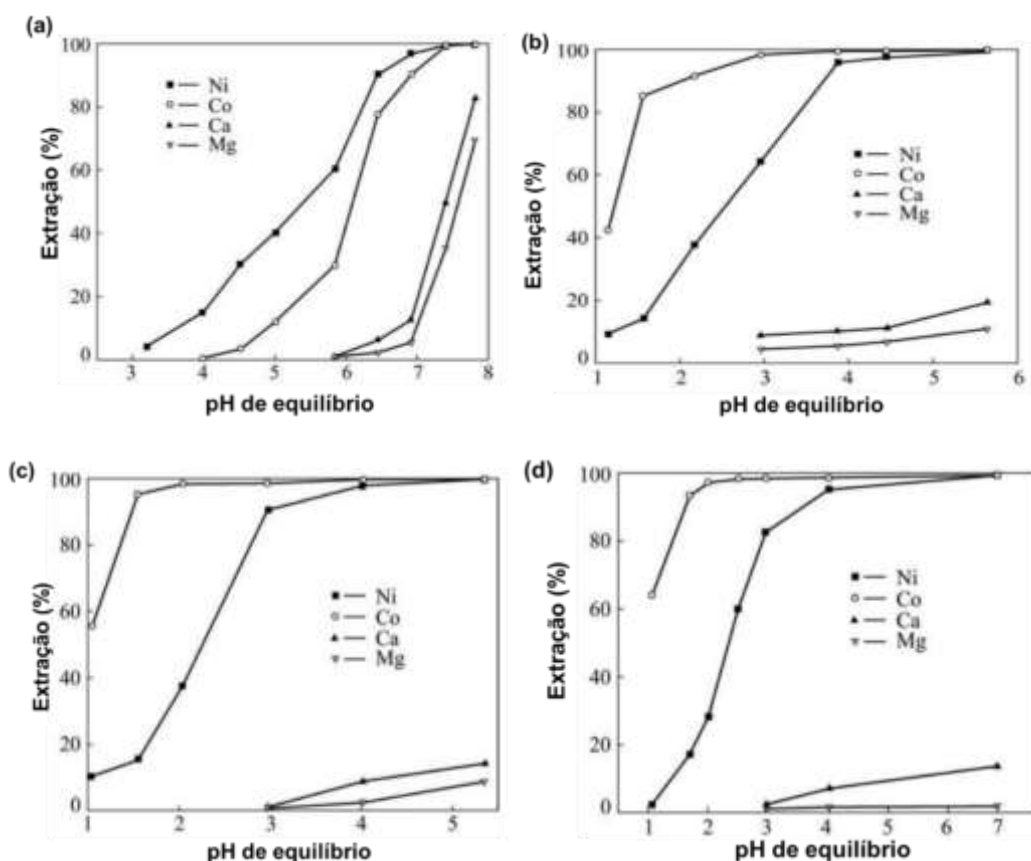 (a)
Extração (%)
100
80
60
40
20
0
Ni
Co
Ca
Mg
3 4 5 6 7 8
pH de equilíbrio
(b)
Extração (%)
100
80
60
40
20
0
Ni
Co
Ca
Mg
1 2 3 4 5 6
pH de equilíbrio
(c)
Extração (%)
100
80
60
40
20
0
Ni
Co
Ca
Mg
1 2 3 4 5
pH de equilíbrio
(d)
Extração (%)
100
80
60
40
20
0
Ni
Co
Ca
Mg
1 2 3 4 5 6 7
pH de equilíbrio